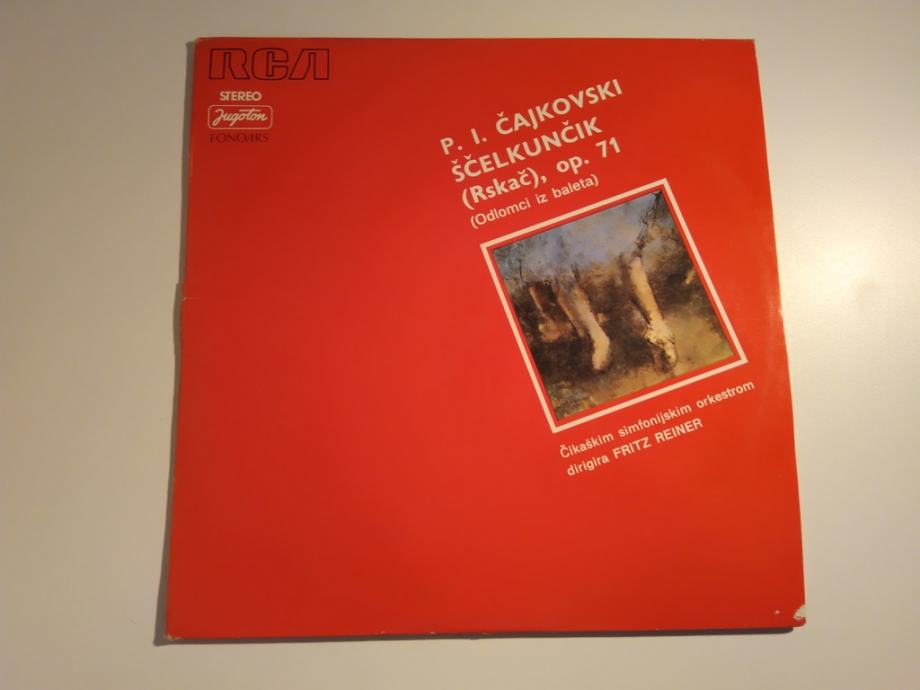 RCA
STEREO
Jugoton
FONOARS
P. I. ČAJKOVSKI
ŠČELKUNČIK
(Rskač), op. 71
(Odlomci iz baleta)
Čikaškim simfonijskim orkestrom
dirigira FRITZ REINER